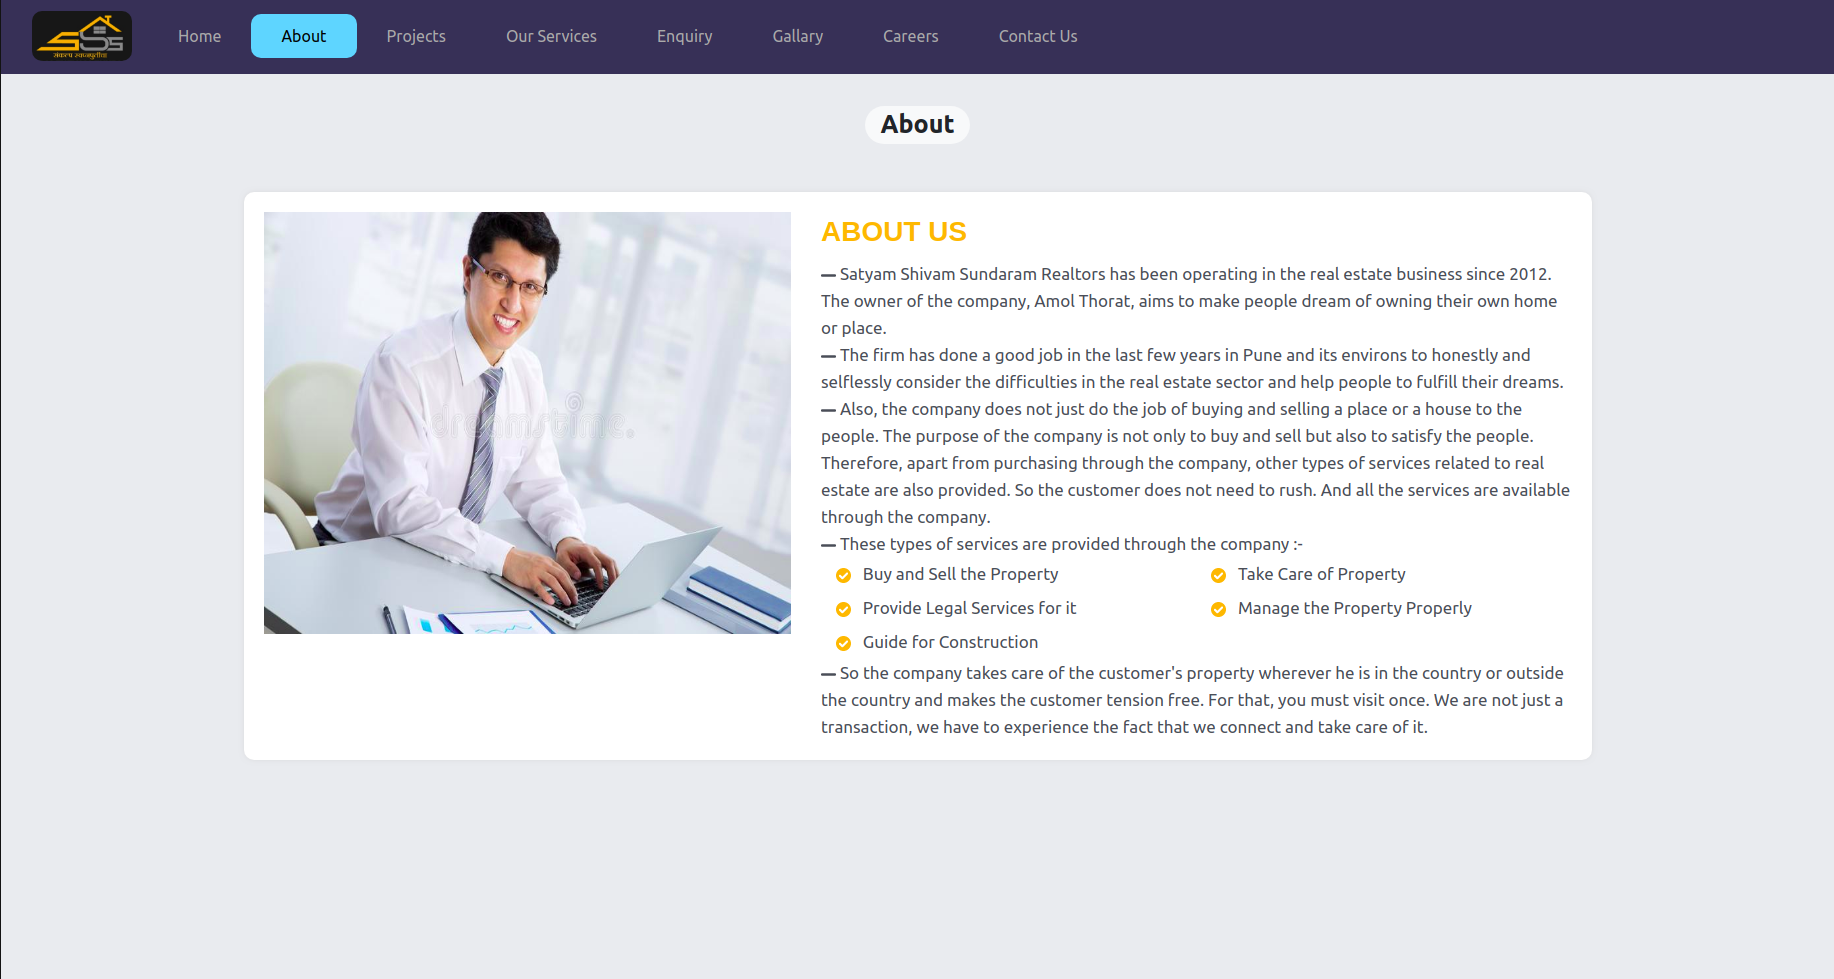 SSS
संकल्प स्वप्नपूर्तीचा
Home About Projects Our Services Enquiry Gallary Careers Contact Us
About
dreamstime.
ABOUT US
— Satyam Shivam Sundaram Realtors has been operating in the real estate business since 2012.
The owner of the company, Amol Thorat, aims to make people dream of owning their own home
or place.
— The firm has done a good job in the last few years in Pune and its environs to honestly and
selflessly consider the difficulties in the real estate sector and help people to fulfill their dreams.
— Also, the company does not just do the job of buying and selling a place or a house to the
people. The purpose of the company is not only to buy and sell but also to satisfy the people.
Therefore, apart from purchasing through the company, other types of services related to real
estate are also provided. So the customer does not need to rush. And all the services are available
through the company.
— These types of services are provided through the company :-
Buy and Sell the Property Take Care of Property
Provide Legal Services for it Manage the Property Properly
Guide for Construction
— So the company takes care of the customer's property wherever he is in the country or outside
the country and makes the customer tension free. For that, you must visit once. We are not just a
transaction, we have to experience the fact that we connect and take care of it.